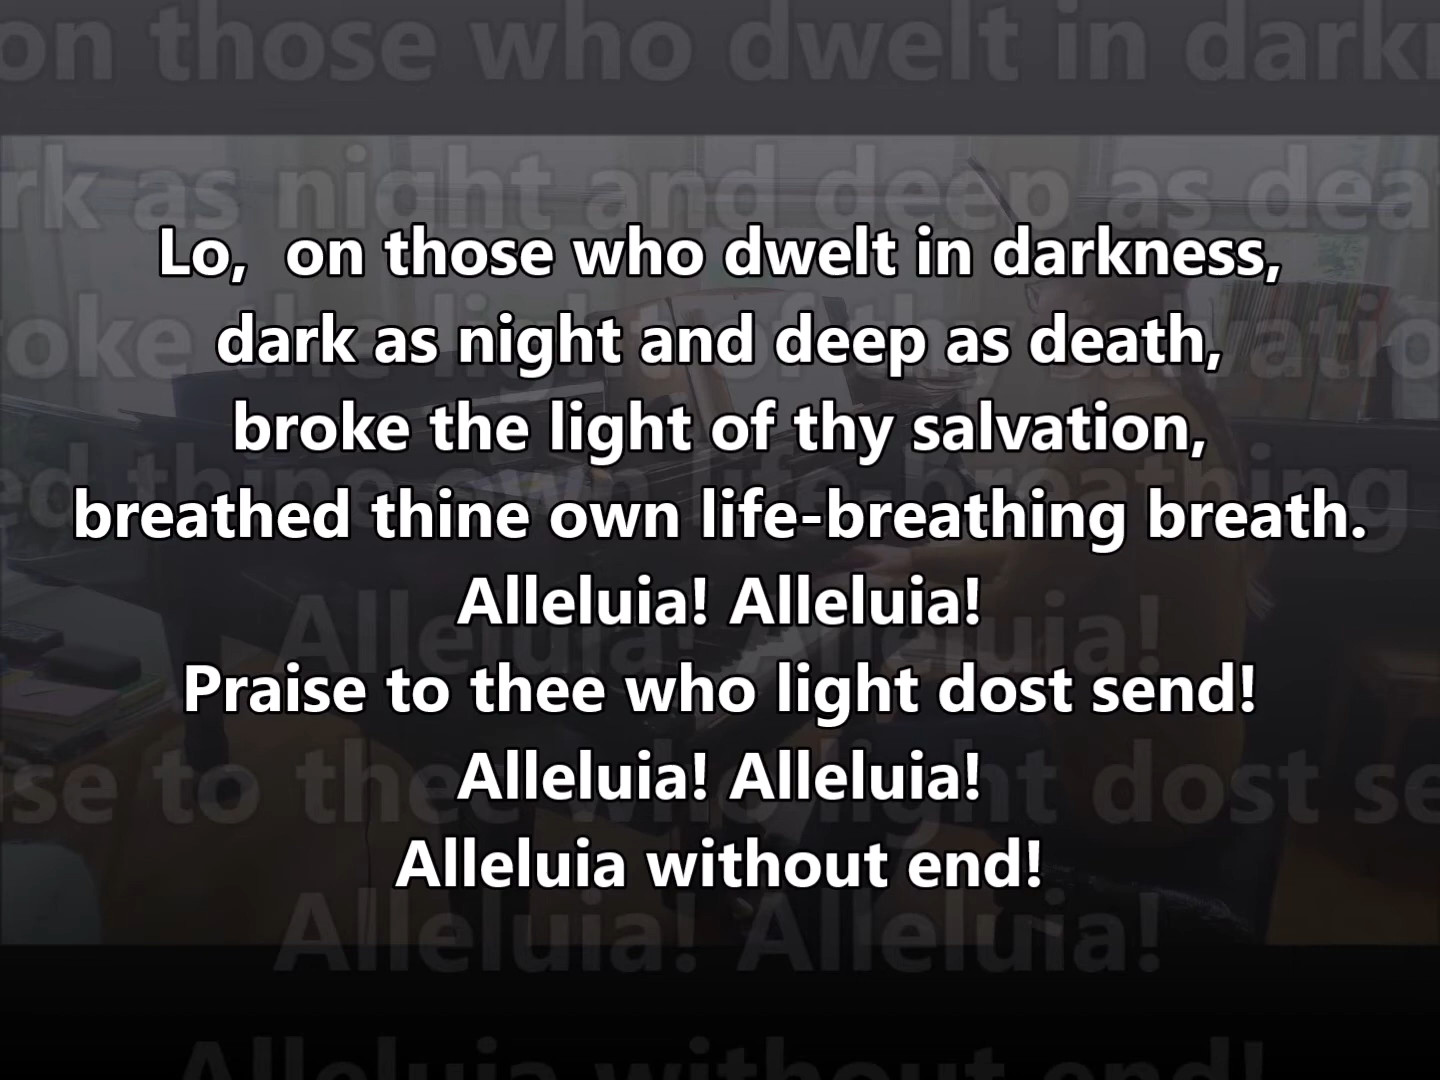 Lo,  on those who dwelt in darkness,
dark as night and deep as death,
broke the light of thy salvation,
breathed thine own life-breathing breath.
Alleluia! Alleluia!
Praise to thee who light dost send!
Alleluia! Alleluia!
Alleluia without end!